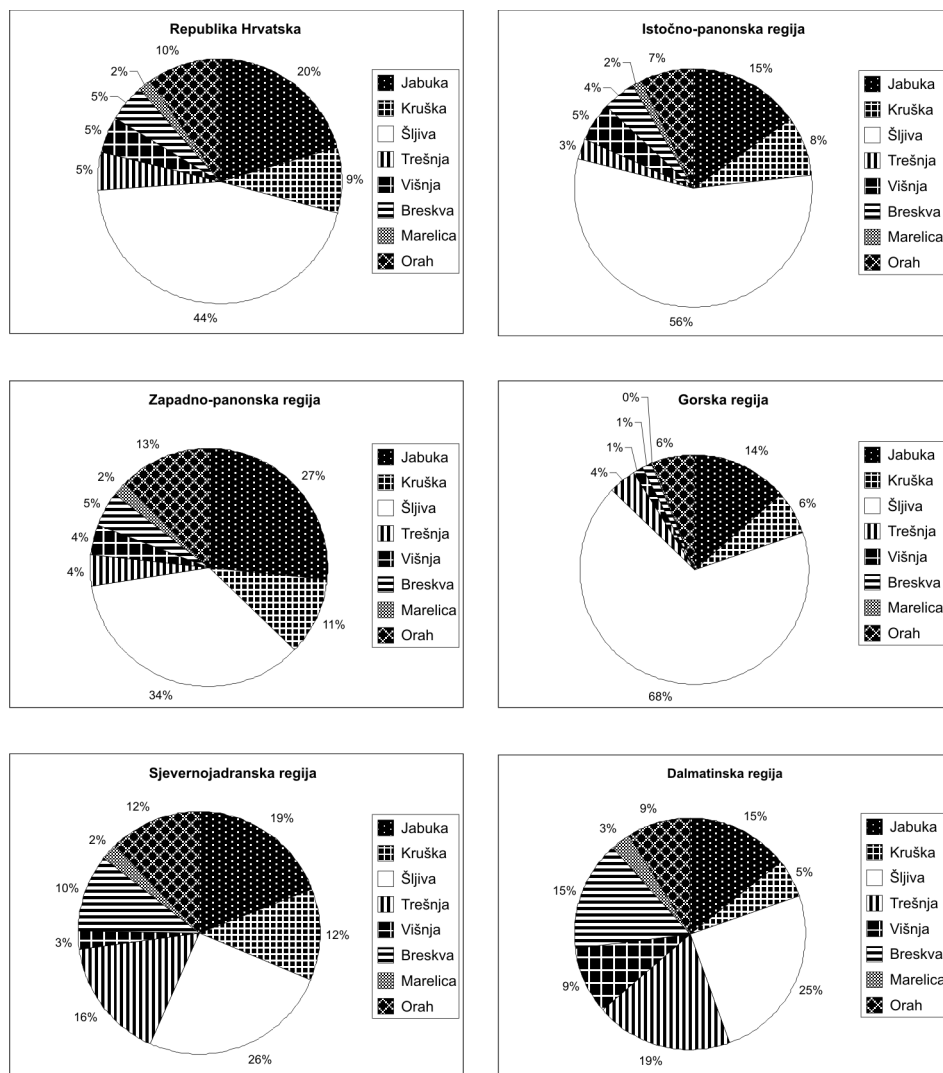 Republika Hrvatska
10%
20%
2%
5%
5%
5%
9%
44%
Jabuka
Kruška
Šljiva
Trešnja
Višnja
Breskva
Marelica
Orah
Istočno-panonska regija
7%
15%
2%
4%
5%
3%
8%
56%
Jabuka
Kruška
Šljiva
Trešnja
Višnja
Breskva
Marelica
Orah
Zapadno-panonska regija
13%
27%
2%
5%
4%
4%
11%
34%
Jabuka
Kruška
Šljiva
Trešnja
Višnja
Breskva
Marelica
Orah
Gorska regija
0%
1%
6%
1%
14%
4%
6%
68%
Jabuka
Kruška
Šljiva
Trešnja
Višnja
Breskva
Marelica
Orah
Sjevernojadranska regija
12%
19%
2%
10%
3%
12%
16%
26%
Jabuka
Kruška
Šljiva
Trešnja
Višnja
Breskva
Marelica
Orah
Dalmatinska regija
9%
15%
3%
15%
5%
9%
25%
19%
Jabuka
Kruška
Šljiva
Trešnja
Višnja
Breskva
Marelica
Orah